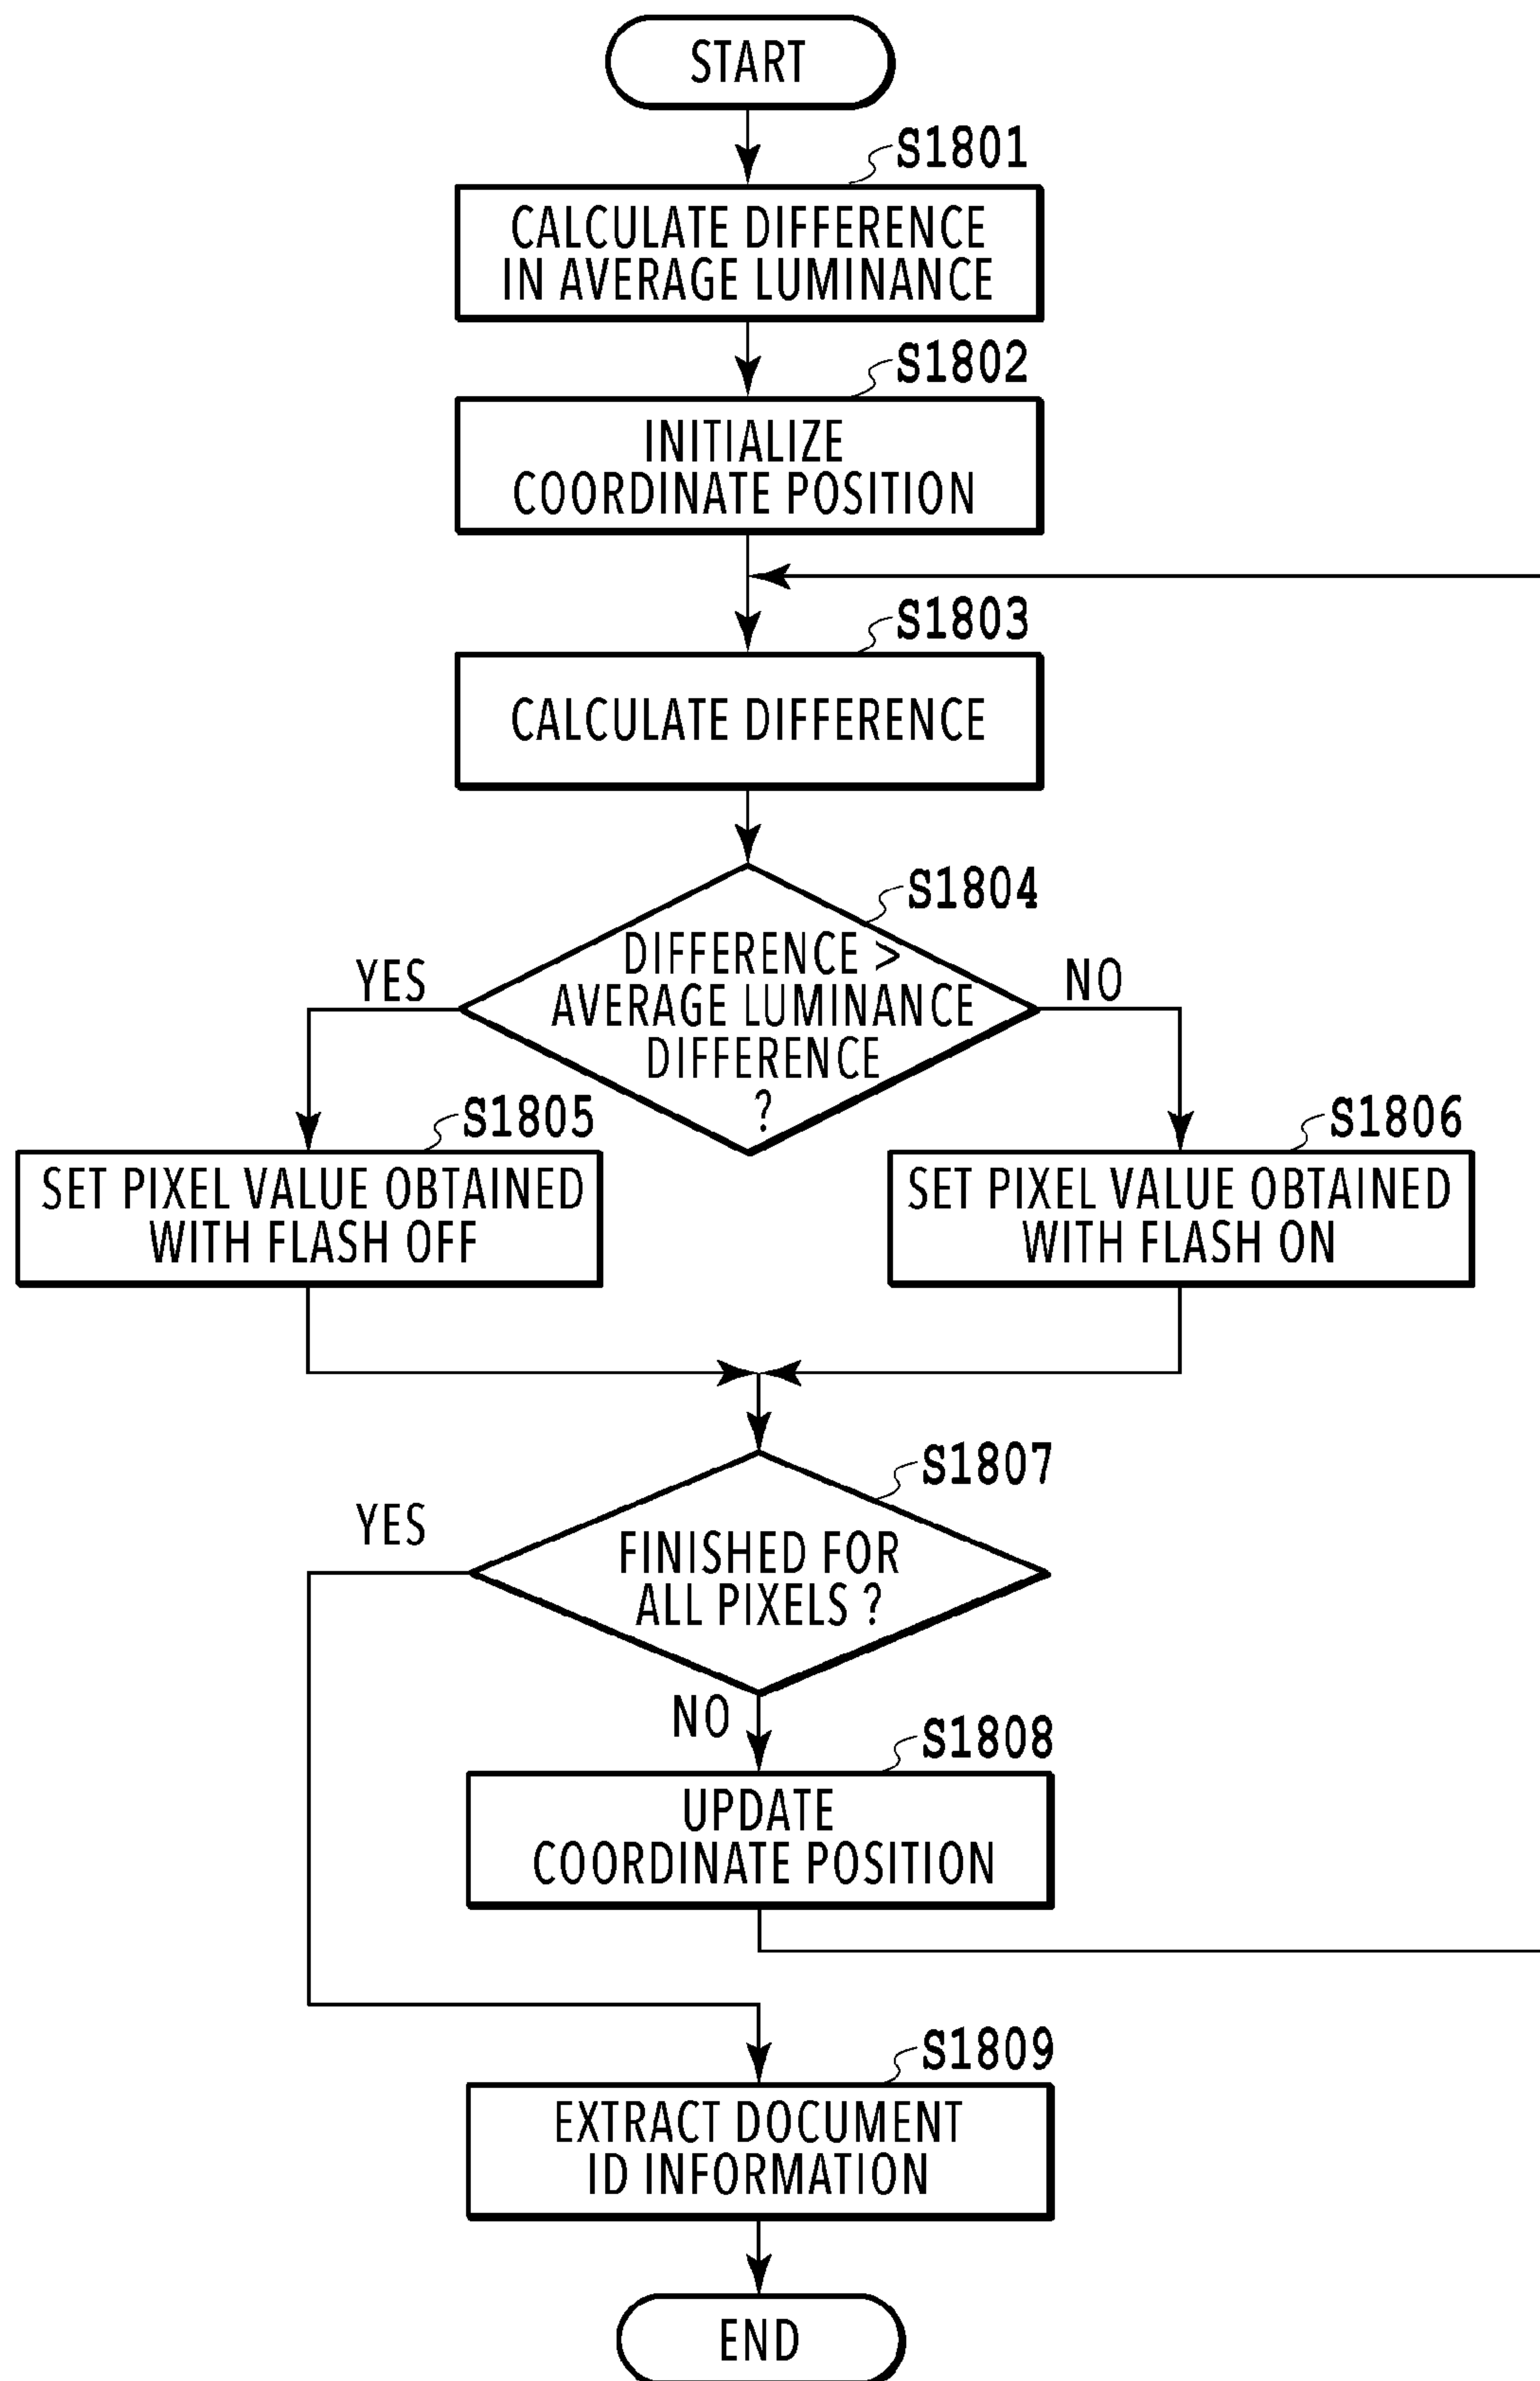 START
S1801
CALCULATE DIFFERENCE
IN AVERAGE LUMINANCE
S1802
INITIALIZE
COORDINATE POSITION
S1803
CALCULATE DIFFERENCE
S1804
DIFFERENCE >
AVERAGE LUMINANCE
DIFFERENCE
?
YES
NO
S1805
SET PIXEL VALUE OBTAINED
WITH FLASH OFF
S1806
SET PIXEL VALUE OBTAINED
WITH FLASH ON
S1807
FINISHED FOR
ALL PIXELS ?
YES
NO
S1808
UPDATE
COORDINATE POSITION
S1809
EXTRACT DOCUMENT
ID INFORMATION
END